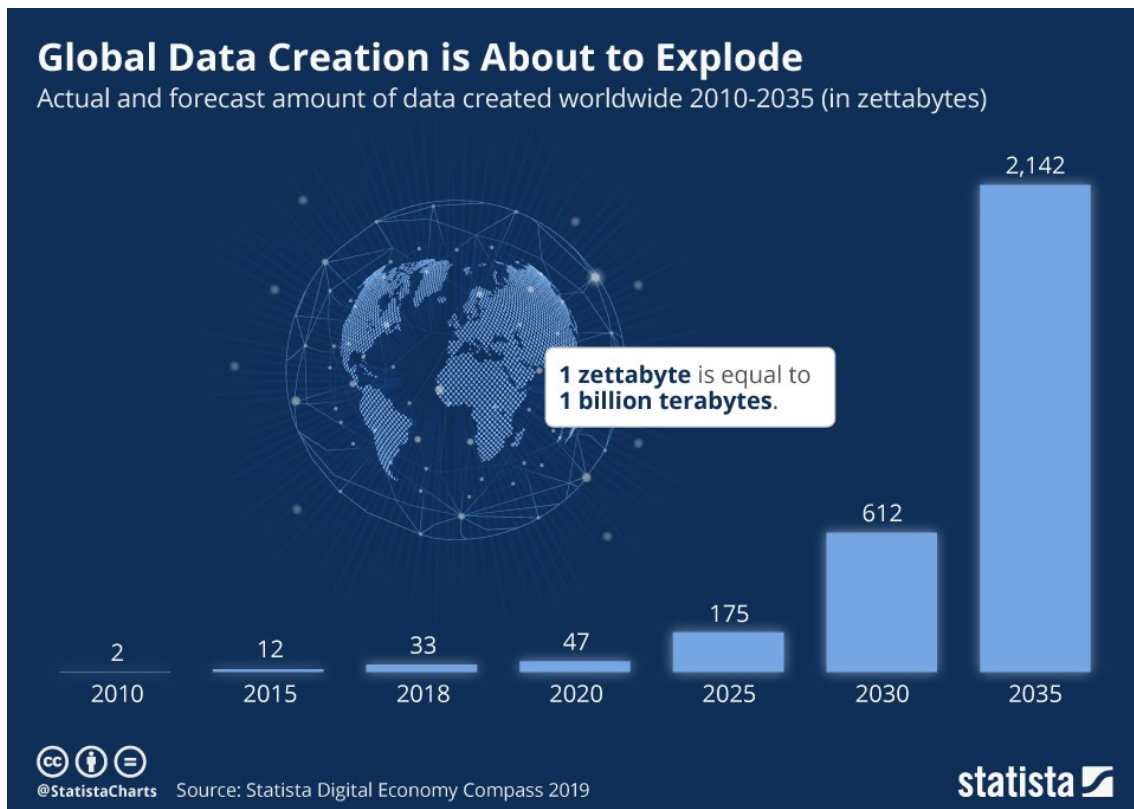 Global Data Creation is About to Explode
Actual and forecast amount of data created worldwide 2010-2035 (in zettabytes)
2,142
1 zettabyte is equal to
1 billion terabytes.
612
175
2 12 33 47
2010 2015 2018 2020 2025 2030 2035
cc
@StatistaCharts Source: Statista Digital Economy Compass 2019
statista